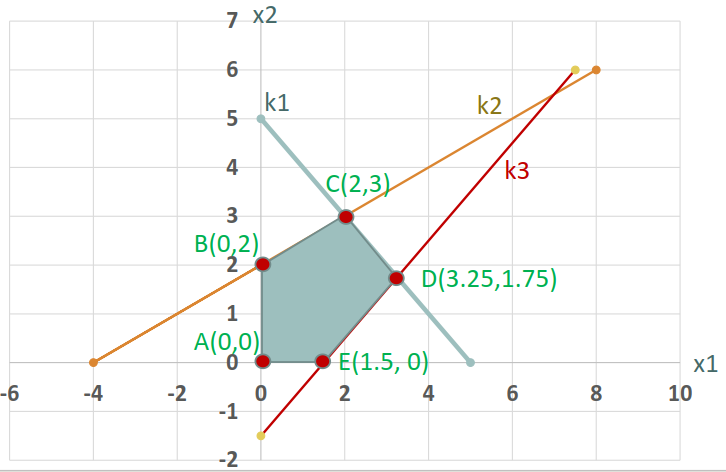 7
x2
6
k2
5
k1
4
k3
C(2,3)
3
B(0,2)
2
D(3.25,1.75)
1
A(0,0)
0
E(1.5, 0)
x1
-6
-4
-2
0
2
4
6
8
10
-1
-2